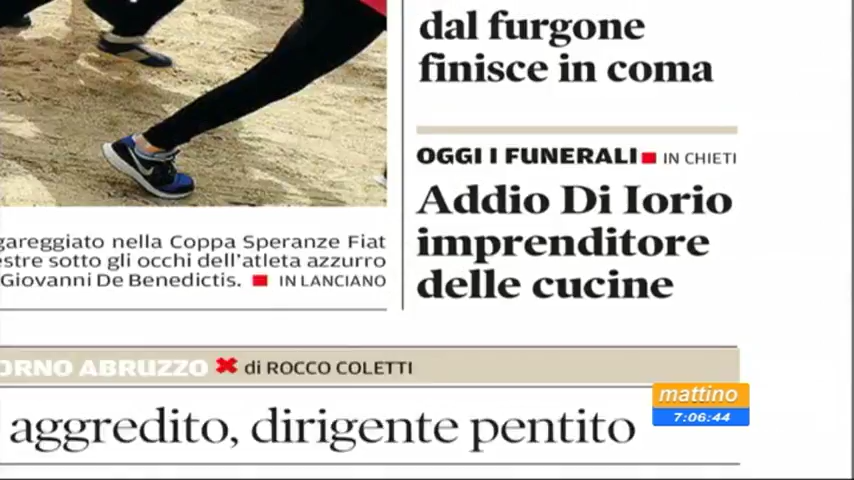 dal furgone
finisce in coma
OGGI I FUNERALI IN CHIETI
Addio Di Iorio
imprenditore
delle cucine
gareggiato nella Coppa Speranze Fiat
estre sotto gli occhi dell'atleta azzurro
Giovanni De Benedictis. IN LANCIANO
ORNO ABRUZZO di ROCCO COLETTI
aggredito, dirigente pentito
mattino
7:06:44